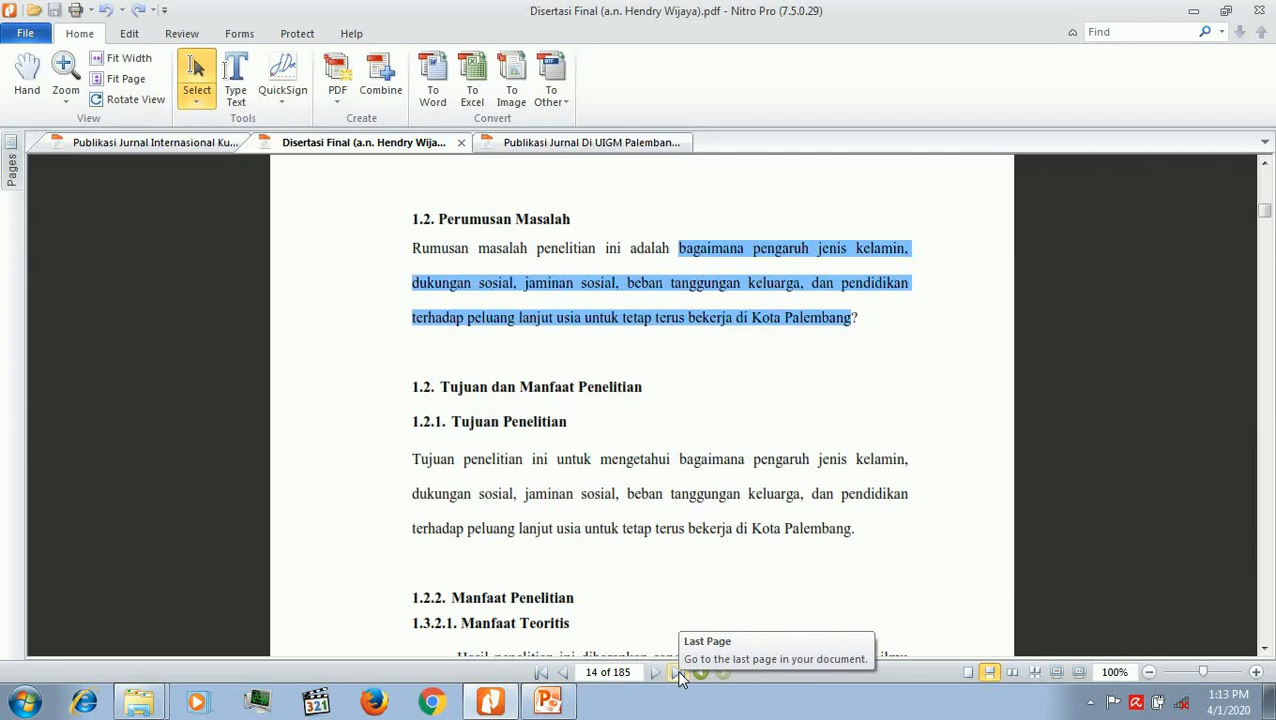 Disertasi Final (a.n. Hendry Wijaya).pdf - Nitro Pro (7.5.0.29)
File Home Edit Review Forms Protect Help Find
Fit Width
Fit Page
Rotate View
Hand Zoom Select Type Text QuickSign PDF Combine To Word To Excel To Image To Other
View Tools Create Convert
Publikasi Jurnal Internasional Ku... Disertasi Final (a.n. Hendry Wija... Publikasi Jurnal Di UIGM Palemban...
Pages
1.2. Perumusan Masalah
Rumusan masalah penelitian ini adalah bagaimana pengaruh jenis kelamin,
dukungan sosial, jaminan sosial, beban tanggungan keluarga, dan pendidikan
terhadap peluang lanjut usia untuk tetap terus bekerja di Kota Palembang?
1.2. Tujuan dan Manfaat Penelitian
1.2.1. Tujuan Penelitian
Tujuan penelitian ini untuk mengetahui bagaimana pengaruh jenis kelamin,
dukungan sosial, jaminan sosial, beban tanggungan keluarga, dan pendidikan
terhadap peluang lanjut usia untuk tetap terus bekerja di Kota Palembang.
1.2.2. Manfaat Penelitian
1.3.2.1. Manfaat Teoritis
Hasil penelitian ini diharapkan
Last Page
Go to the last page in your document.
14 of 185 100%
321
1:13 PM
4/1/2020